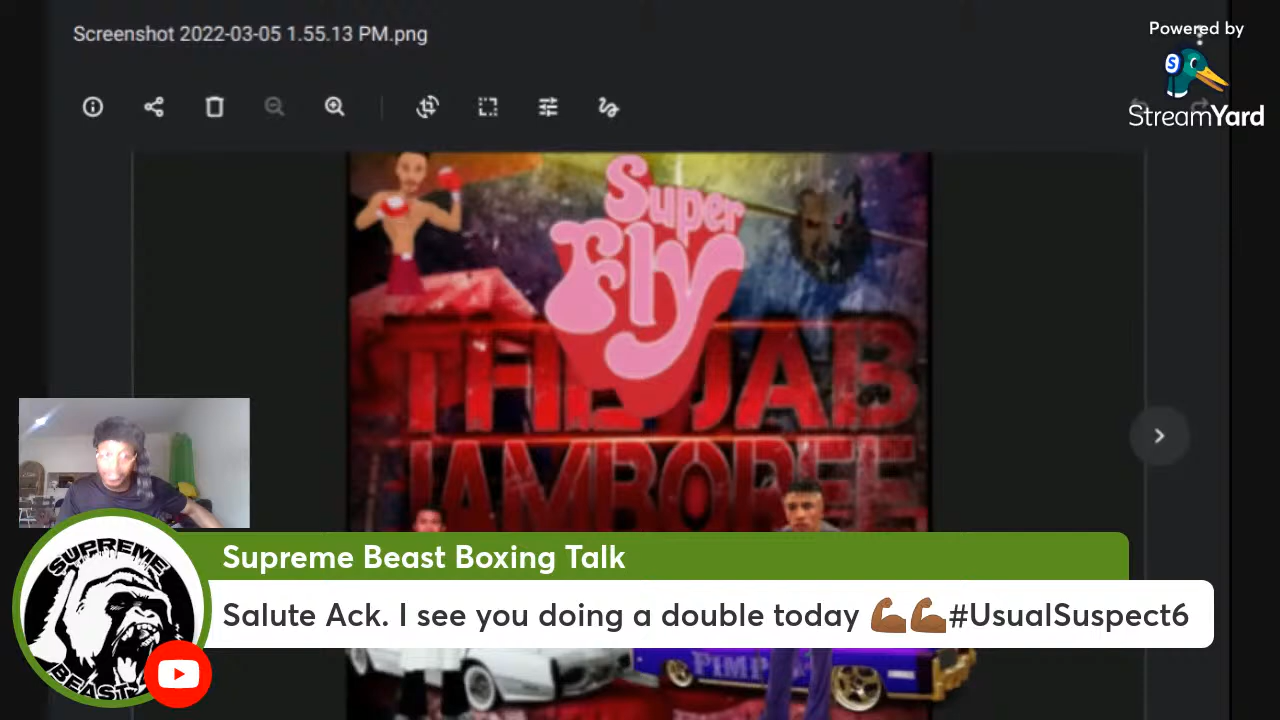 Screenshot 2022-03-05 1.55.13 PM.png
Powered by
S
StreamYard
Super
Fly
THE JAB
JAMBOREE
SUPREME
BEAST
Supreme Beast Boxing Talk
Salute Ack. I see you doing a double today 💪🏾💪🏾#UsualSuspect6
PIMP